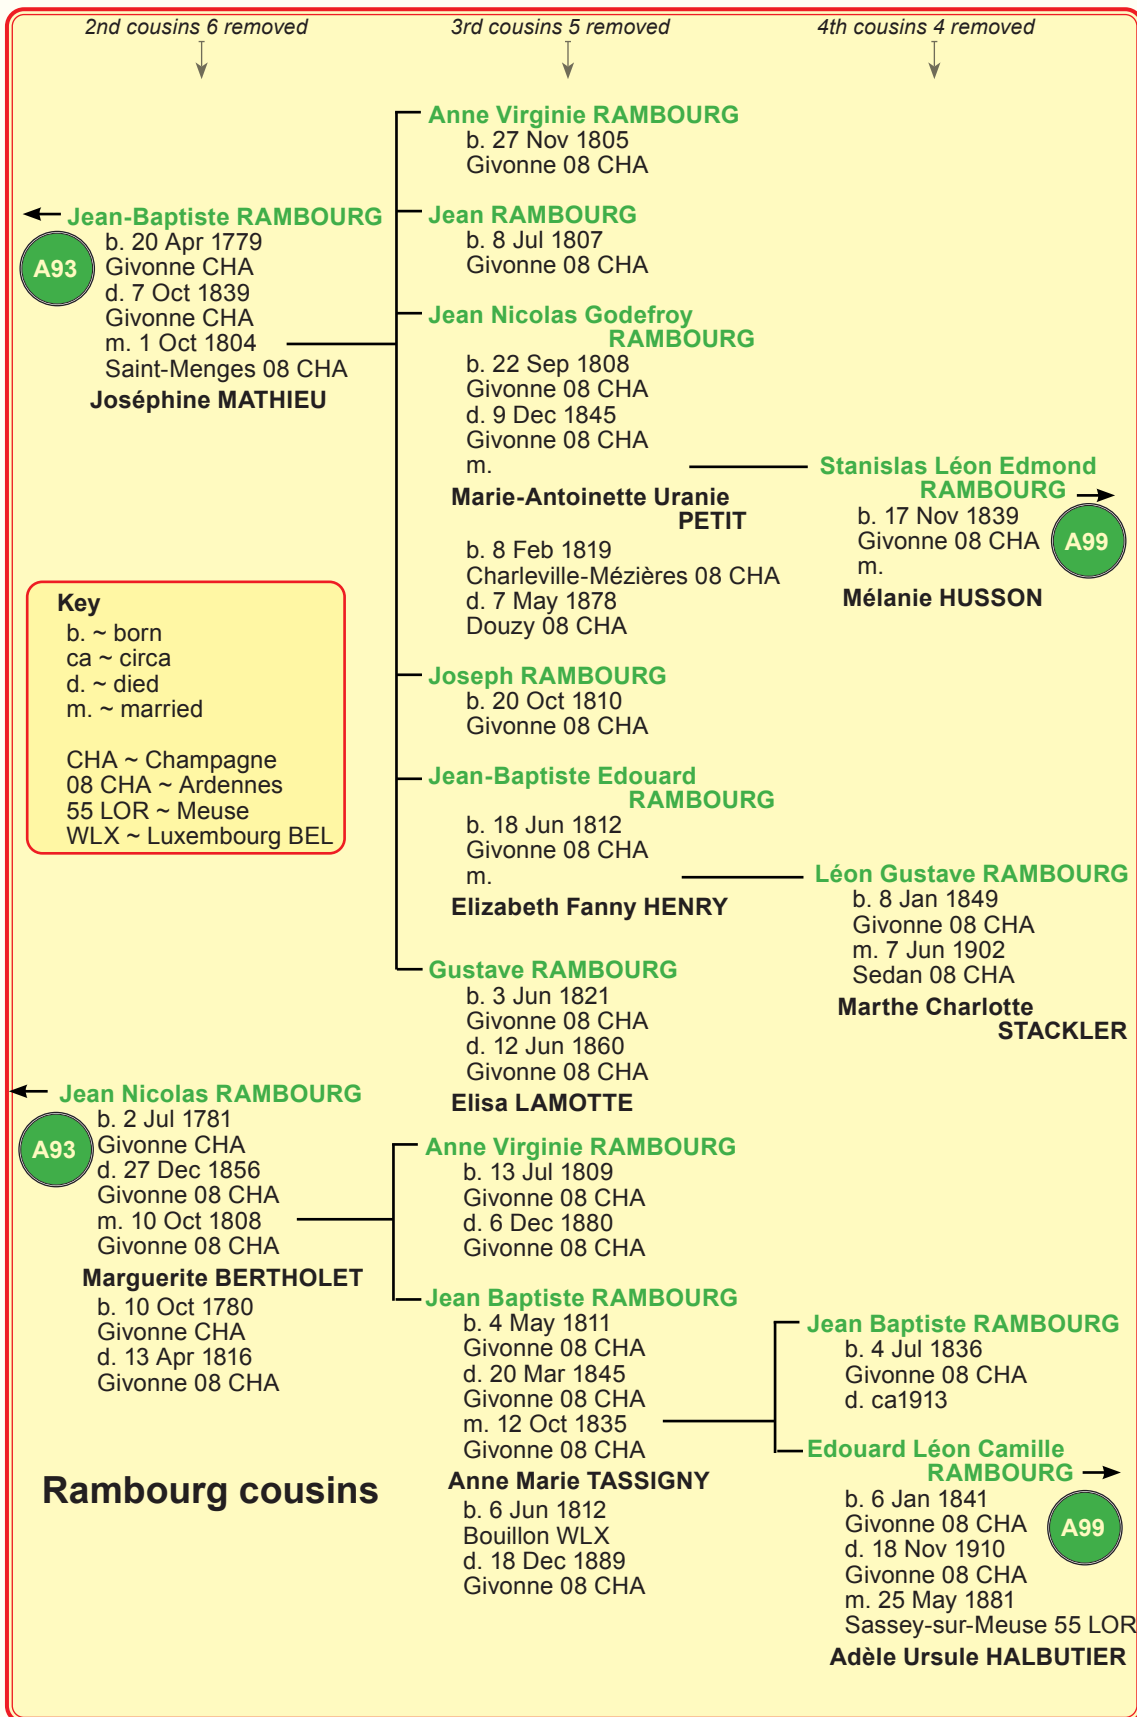 2nd cousins 6 removed
3rd cousins 5 removed
4th cousins 4 removed
Jean-Baptiste RAMBOURG
A93
b. 20 Apr 1779
Givonne CHA
d. 7 Oct 1839
Givonne CHA
m. 1 Oct 1804
Saint-Menges 08 CHA
Joséphine MATHIEU
Key
b. ~ born
ca ~ circa
d. ~ died
m. ~ married
CHA ~ Champagne
08 CHA ~ Ardennes
55 LOR ~ Meuse
WLX ~ Luxembourg BEL
Jean Nicolas RAMBOURG
A93
b. 2 Jul 1781
Givonne CHA
d. 27 Dec 1856
Givonne 08 CHA
m. 10 Oct 1808
Givonne 08 CHA
Marguerite BERTHOLET
b. 10 Oct 1780
Givonne CHA
d. 13 Apr 1816
Givonne 08 CHA
Rambourg cousins
Anne Virginie RAMBOURG
b. 27 Nov 1805
Givonne 08 CHA
Jean RAMBOURG
b. 8 Jul 1807
Givonne 08 CHA
Jean Nicolas Godefroy
RAMBOURG
b. 22 Sep 1808
Givonne 08 CHA
d. 9 Dec 1845
Givonne 08 CHA
m.
Marie-Antoinette Uranie
PETIT
b. 8 Feb 1819
Charleville-Mézières 08 CHA
d. 7 May 1878
Douzy 08 CHA
Joseph RAMBOURG
b. 20 Oct 1810
Givonne 08 CHA
Jean-Baptiste Edouard
RAMBOURG
b. 18 Jun 1812
Givonne 08 CHA
m.
Elizabeth Fanny HENRY
Gustave RAMBOURG
b. 3 Jun 1821
Givonne 08 CHA
d. 12 Jun 1860
Givonne 08 CHA
Elisa LAMOTTE
Anne Virginie RAMBOURG
b. 13 Jul 1809
Givonne 08 CHA
d. 6 Dec 1880
Givonne 08 CHA
Jean Baptiste RAMBOURG
b. 4 May 1811
Givonne 08 CHA
d. 20 Mar 1845
Givonne 08 CHA
m. 12 Oct 1835
Givonne 08 CHA
Anne Marie TASSIGNY
b. 6 Jun 1812
Bouillon WLX
d. 18 Dec 1889
Givonne 08 CHA
Stanislas Léon Edmond
RAMBOURG
b. 17 Nov 1839
Givonne 08 CHA
m.
A99
Mélanie HUSSON
Léon Gustave RAMBOURG
b. 8 Jan 1849
Givonne 08 CHA
m. 7 Jun 1902
Sedan 08 CHA
Marthe Charlotte
STACKLER
Jean Baptiste RAMBOURG
b. 4 Jul 1836
Givonne 08 CHA
d. ca1913
Edouard Léon Camille
RAMBOURG
b. 6 Jan 1841
Givonne 08 CHA
A99
d. 18 Nov 1910
Givonne 08 CHA
m. 25 May 1881
Sassey-sur-Meuse 55 LOR
Adèle Ursule HALBUTIER